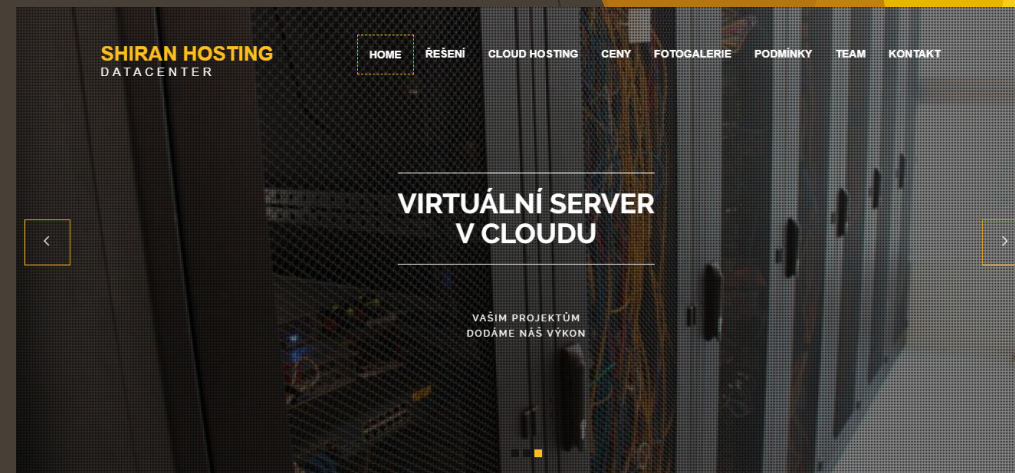 SHIRAN HOSTING
DATACENTER
HOME ŘEŠENÍ CLOUD HOSTING CENY FOTOGALERIE PODMÍNKY TEAM KONTAKT
VIRTUÁLNÍ SERVER
V CLOUDU
VAŠIM PROJEKTŮM
DODÁME NÁŠ VÝKON